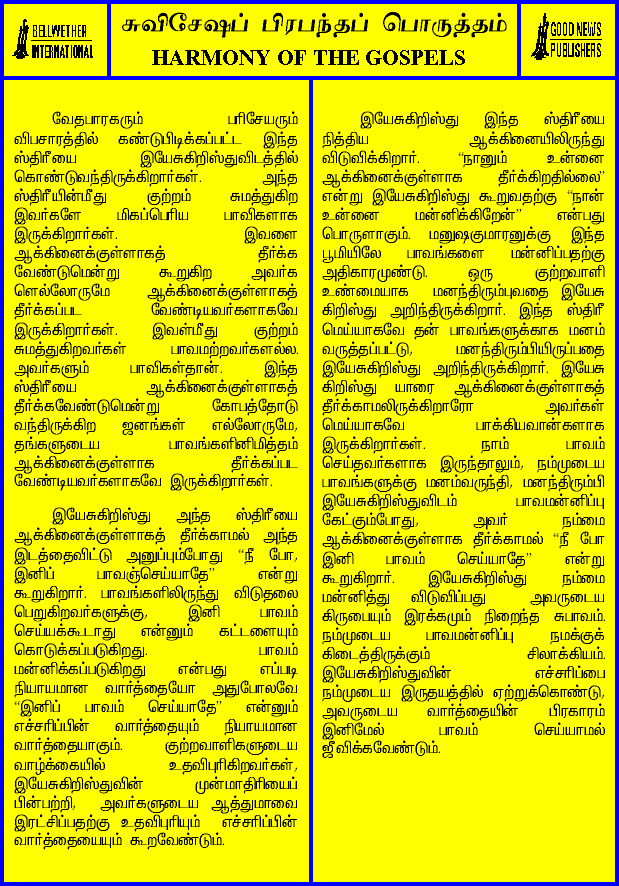 BELLWETHER
INTERNATIONAL
சுவிசேஷப் பிரபந்தப் பொருத்தம்
HARMONY OF THE GOSPELS
GOOD NEWS
PUBLISHERS
வேதபாரகரும் பரிசேயரும்
விபசாரத்தில் கண்டுபிடிக்கப்பட்ட இந்த
ஸ்திரீயை இயேசுகிறிஸ்துவிடத்தில்
கொண்டுவந்திருக்கிறார்கள். அந்த
ஸ்திரீயின்மீது குற்றம் சுமத்துகிற
இவர்களே மிகப்பெரிய பாவிகளாக
இருக்கிறார்கள். இவளை
ஆக்கினைக்குள்ளாகத் தீர்க்க
வேண்டுமென்று கூறுகிற அவர்க
ளெல்லோருமே ஆக்கினைக்குள்ளாகத்
தீர்க்கப்பட வேண்டியவர்களாகவே
இருக்கிறார்கள். இவள்மீது குற்றம்
சுமத்துகிறவர்கள் பாவமற்றவர்களல்ல.
அவர்களும் பாவிகள்தான். இந்த
ஸ்திரீயை ஆக்கினைக்குள்ளாகத்
தீர்க்கவேண்டுமென்று கோபத்தோடு
வந்திருக்கிற ஜனங்கள் எல்லோருமே,
தங்களுடைய பாவங்களினிமித்தம்
ஆக்கினைக்குள்ளாக தீர்க்கப்பட
வேண்டியவர்களாகவே இருக்கிறார்கள்.
இயேசுகிறிஸ்து அந்த ஸ்திரீயை
ஆக்கினைக்குள்ளாகத் தீர்க்காமல் அந்த
இடத்தைவிட்டு அனுப்பும்போது “நீ போ,
இனிப் பாவஞ்செய்யாதே” என்று
கூறுகிறார். பாவங்களிலிருந்து விடுதலை
பெறுகிறவர்களுக்கு, இனி பாவம்
செய்யக்கூடாது என்னும் கட்டளையும்
கொடுக்கப்படுகிறது. பாவம்
மன்னிக்கப்படுகிறது என்பது எப்படி
நியாயமான வார்த்தையோ அதுபோலவே
“இனிப் பாவம் செய்யாதே” என்னும்
எச்சரிப்பின் வார்த்தையும் நியாயமான
வார்த்தையாகும். குற்றவாளிகளுடைய
வாழ்க்கையில் உதவிபுரிகிறவர்கள்,
இயேசுகிறிஸ்துவின் முன்மாதிரியைப்
பின்பற்றி, அவர்களுடைய ஆத்துமாவை
இரட்சிப்பதற்கு உதவிபுரியும் எச்சரிப்பின்
வார்த்தையையும் கூறவேண்டும்.
இயேசுகிறிஸ்து இந்த ஸ்திரீயை
நித்திய ஆக்கினையிலிருந்து
விடுவிக்கிறார். “நானும் உன்னை
ஆக்கினைக்குள்ளாக தீர்க்கிறதில்லை”
என்று இயேசுகிறிஸ்து கூறுவதற்கு “நான்
உன்னை மன்னிக்கிறேன்” என்பது
பொருளாகும். மனுஷகுமாரனுக்கு இந்த
பூமியிலே பாவங்களை மன்னிப்பதற்கு
அதிகாரமுண்டு. ஒரு குற்றவாளி
உண்மையாக மனந்திரும்புவதை இயேசு
கிறிஸ்து அறிந்திருக்கிறார். இந்த ஸ்திரீ
மெய்யாகவே தன் பாவங்களுக்காக மனம்
வருத்தப்பட்டு, மனந்திரும்பியிருப்பதை
இயேசுகிறிஸ்து அறிந்திருக்கிறார். இயேசு
கிறிஸ்து யாரை ஆக்கினைக்குள்ளாகத்
தீர்க்காமலிருக்கிறாரோ அவர்கள்
மெய்யாகவே பாக்கியவான்களாக
இருக்கிறார்கள். நாம் பாவம்
செய்தவர்களாக இருந்தாலும், நம்முடைய
பாவங்களுக்கு மனம்வருந்தி, மனந்திரும்பி
இயேசுகிறிஸ்துவிடம் பாவமன்னிப்பு
கேட்கும்போது, அவர் நம்மை
ஆக்கினைக்குள்ளாக தீர்க்காமல் “நீ போ
இனி பாவம் செய்யாதே” என்று
கூறுகிறார். இயேசுகிறிஸ்து நம்மை
மன்னித்து விடுவிப்பது அவருடைய
கிருபையும் இரக்கமும் நிறைந்த சுபாவம்.
நம்முடைய பாவமன்னிப்பு நமக்குக்
கிடைத்திருக்கும் சிலாக்கியம்.
இயேசுகிறிஸ்துவின் எச்சரிப்பை
நம்முடைய இருதயத்தில் ஏற்றுக்கொண்டு,
அவருடைய வார்த்தையின் பிரகாரம்
இனிமேல் பாவம் செய்யாமல்
ஜீவிக்கவேண்டும்.